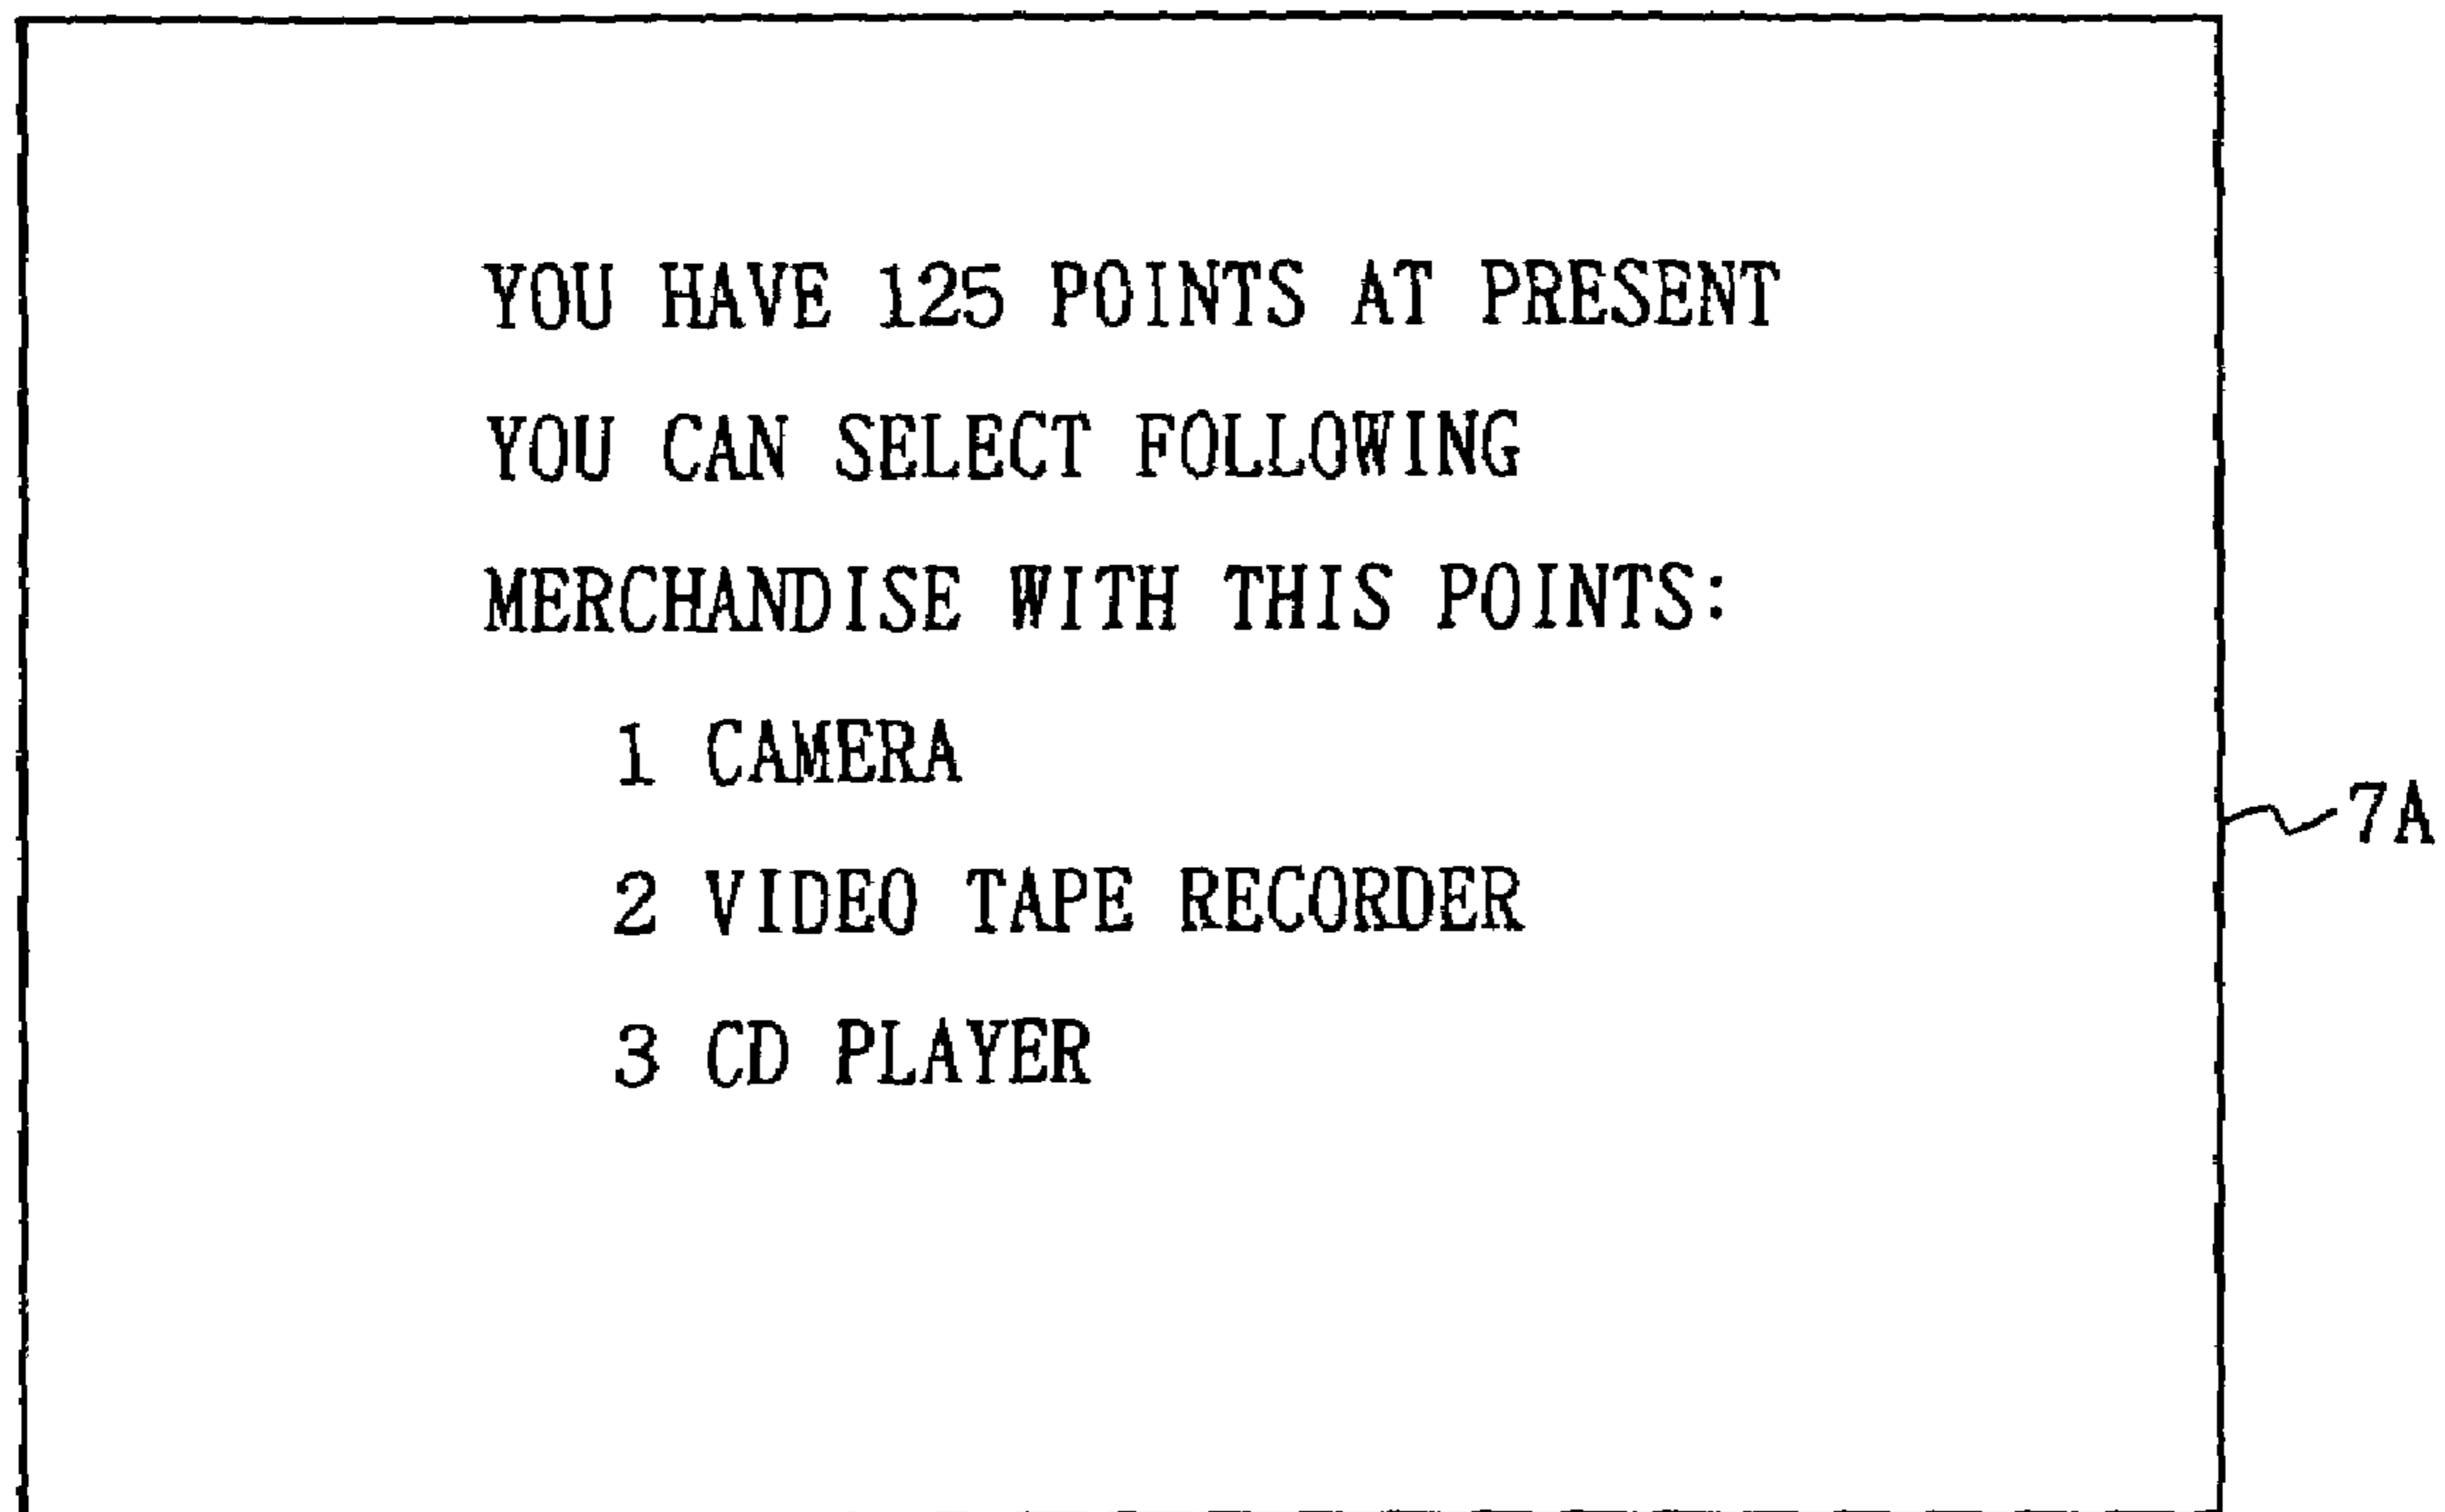 YOU HAVE 125 POINTS AT PRESENT
YOU CAN SELECT FOLLOWING
MERCHANDISE WITH THIS POINTS:
1 CAMERA
2 VIDEO TAPE RECORDER
3 CD PLAYER
7A